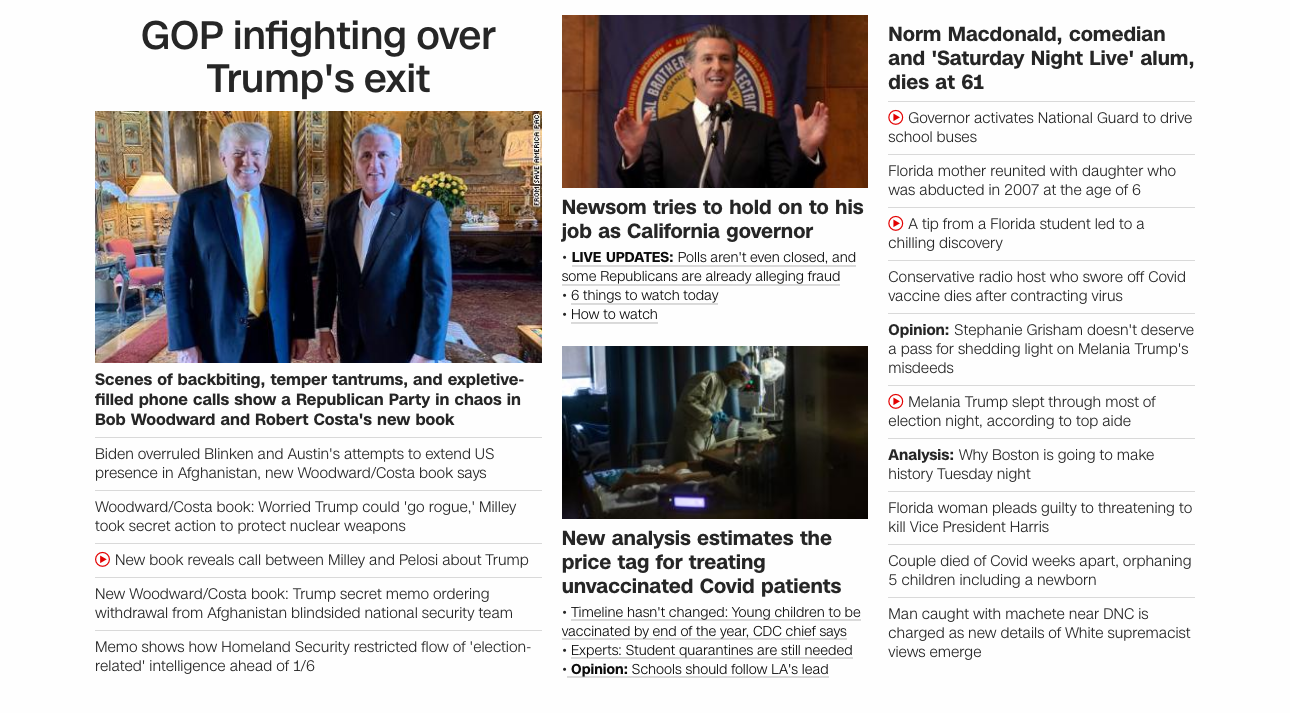 GOP infighting over
Trump's exit
FROM SAVE AMERICA PAC
Scenes of backbiting, temper tantrums, and expletive-
filled phone calls show a Republican Party in chaos in
Bob Woodward and Robert Costa's new book
Biden overruled Blinken and Austin's attempts to extend US
presence in Afghanistan, new Woodward/Costa book says
Woodward/Costa book: Worried Trump could 'go rogue,' Milley
took secret action to protect nuclear weapons
New book reveals call between Milley and Pelosi about Trump
New Woodward/Costa book: Trump secret memo ordering
withdrawal from Afghanistan blindsided national security team
Memo shows how Homeland Security restricted flow of 'election-
related' intelligence ahead of 1/6
Newsom tries to hold on to his
job as California governor
• LIVE UPDATES: Polls aren't even closed, and
some Republicans are already alleging fraud
• 6 things to watch today
• How to watch
New analysis estimates the
price tag for treating
unvaccinated Covid patients
• Timeline hasn't changed: Young children to be
vaccinated by end of the year, CDC chief says
• Experts: Student quarantines are still needed
• Opinion: Schools should follow LA's lead
Norm Macdonald, comedian
and 'Saturday Night Live' alum,
dies at 61
Governor activates National Guard to drive
school buses
Florida mother reunited with daughter who
was abducted in 2007 at the age of 6
A tip from a Florida student led to a
chilling discovery
Conservative radio host who swore off Covid
vaccine dies after contracting virus
Opinion: Stephanie Grisham doesn't deserve
a pass for shedding light on Melania Trump's
misdeeds
Melania Trump slept through most of
election night, according to top aide
Analysis: Why Boston is going to make
history Tuesday night
Florida woman pleads guilty to threatening to
kill Vice President Harris
Couple died of Covid weeks apart, orphaning
5 children including a newborn
Man caught with machete near DNC is
charged as new details of White supremacist
views emerge